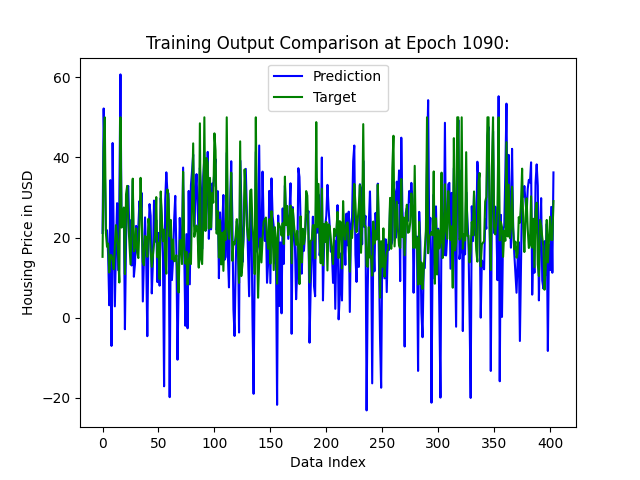 Training Output Comparison at Epoch 1090:
Prediction
Target
Housing Price in USD
60
40
20
0
−20
0 50 100 150 200 250 300 350 400
Data Index